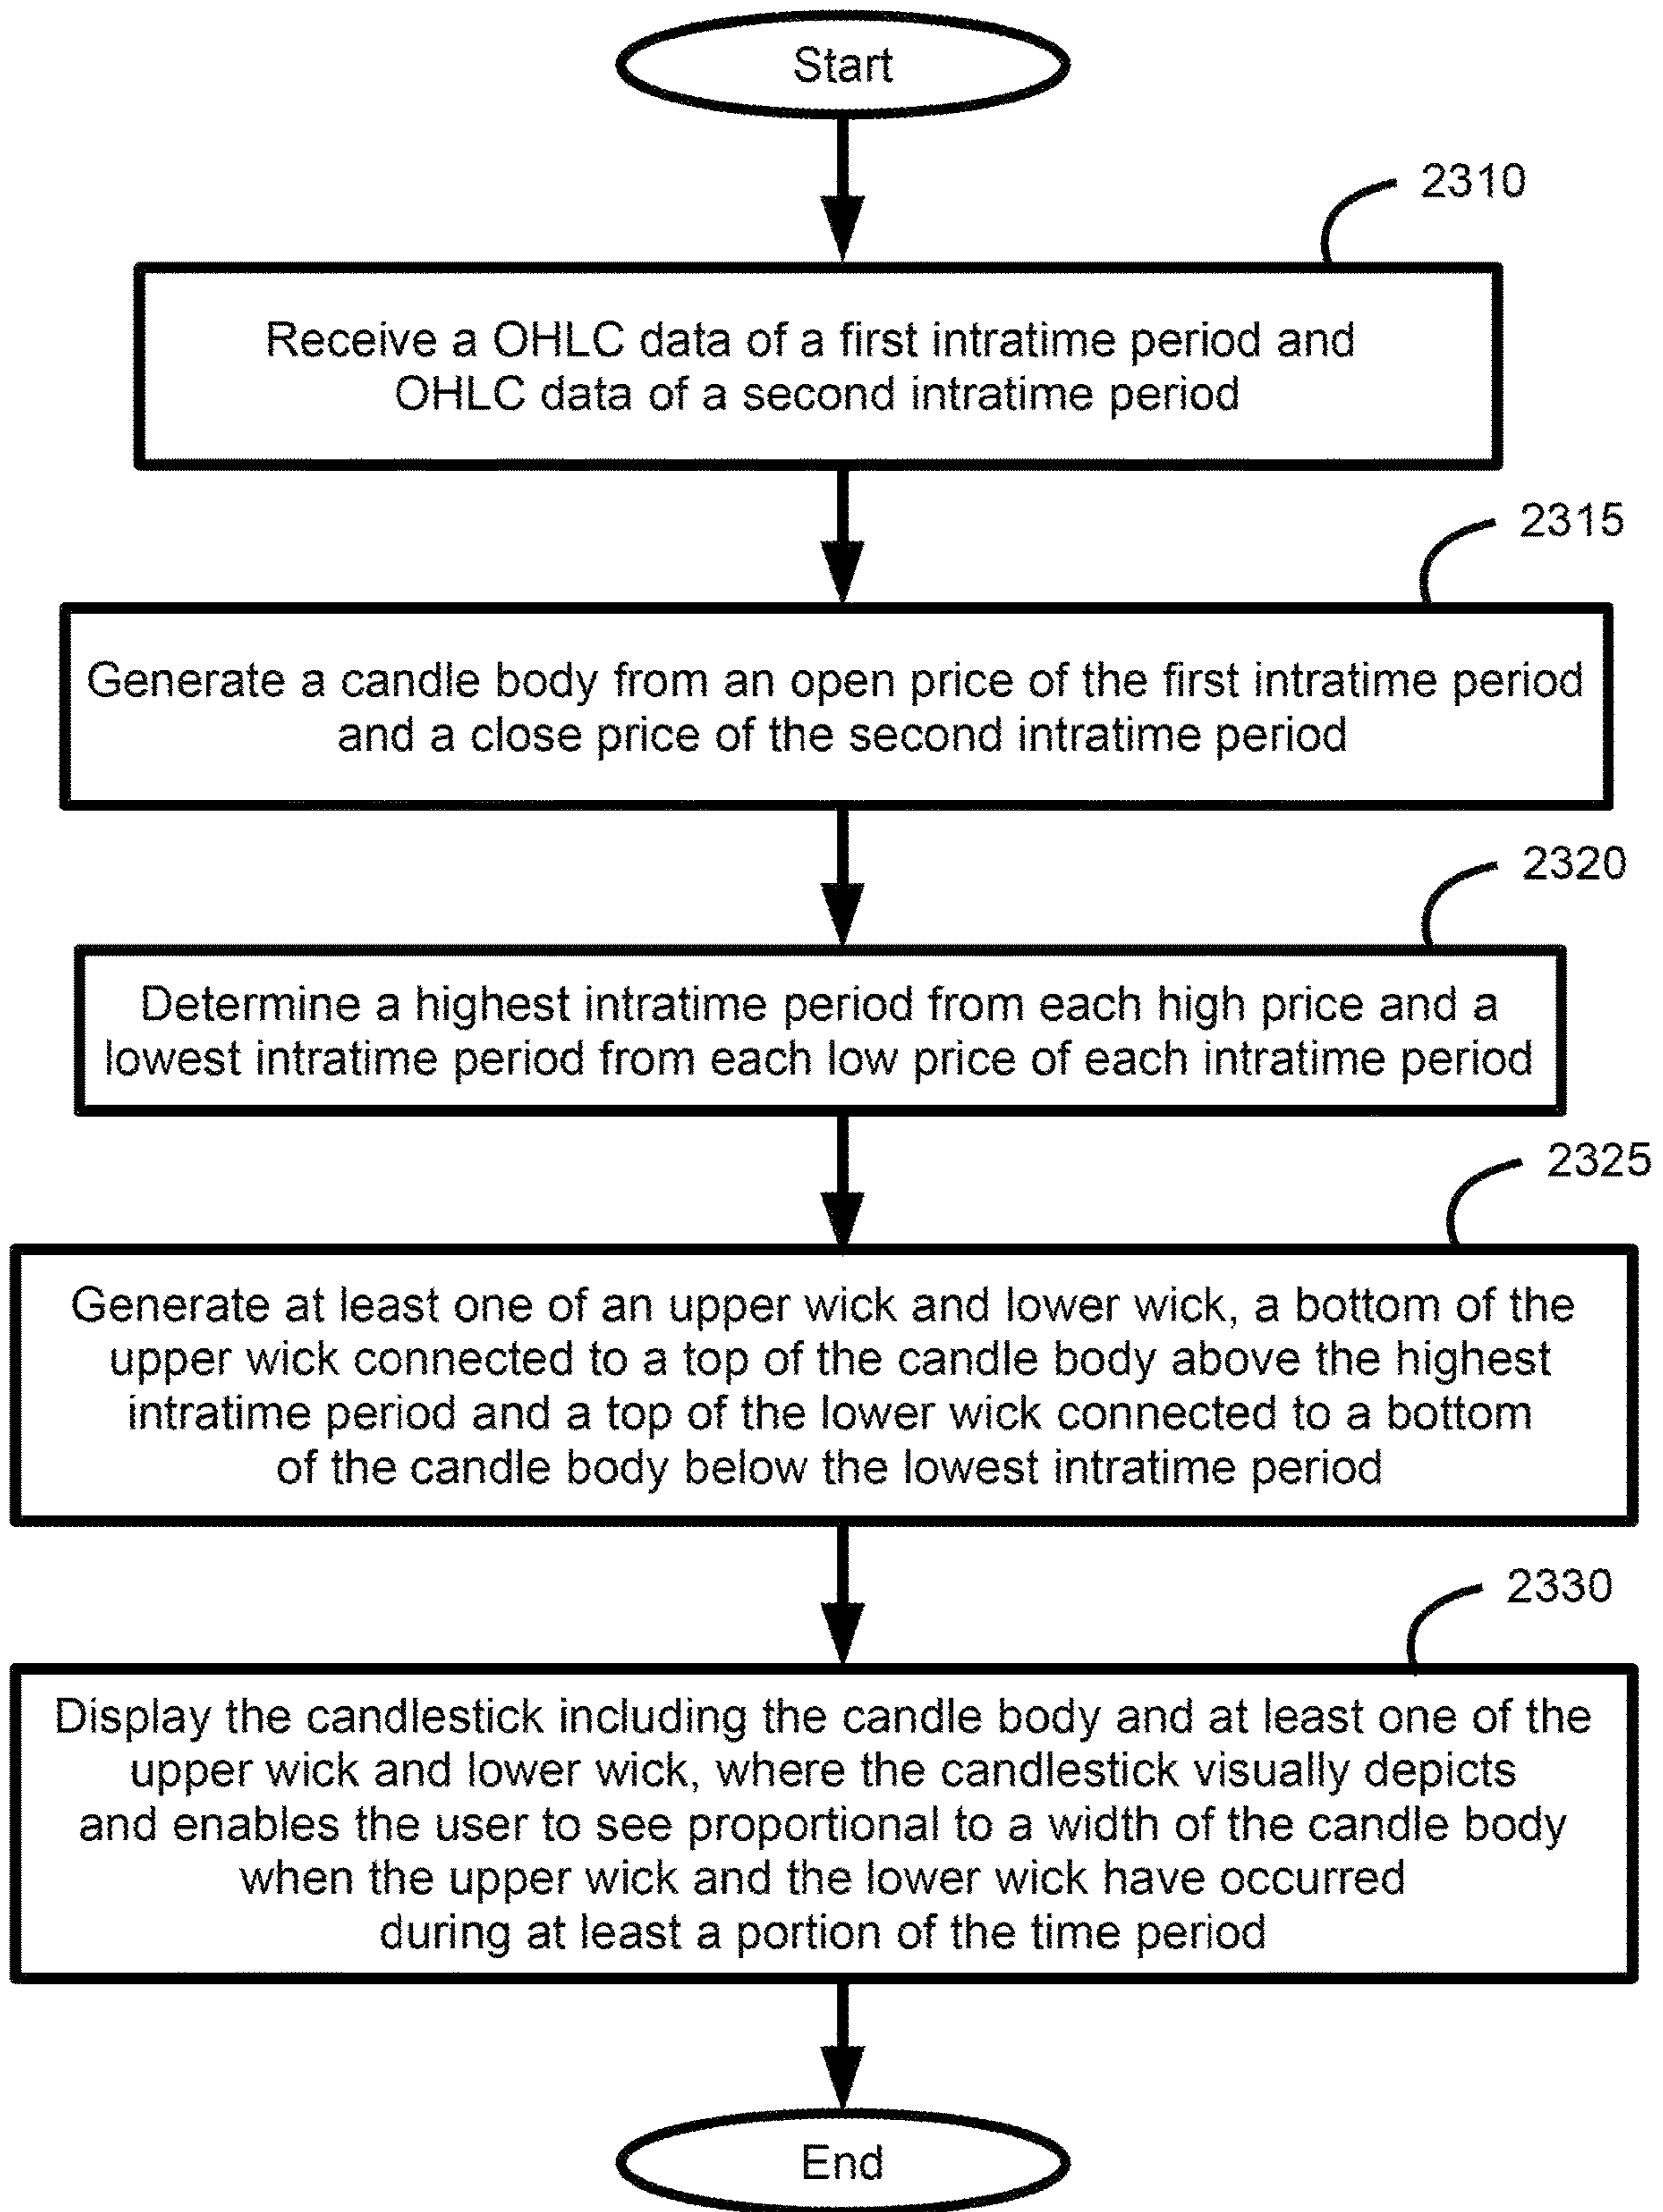 Start
2310
Receive a OHLC data of a first intratime period and
OHLC data of a second intratime period
2315
Generate a candle body from an open price of the first intratime period
and a close price of the second intratime period
2320
Determine a highest intratime period from each high price and a
lowest intratime period from each low price of each intratime period
2325
Generate at least one of an upper wick and lower wick, a bottom of the
upper wick connected to a top of the candle body above the highest
intratime period and a top of the lower wick connected to a bottom
of the candle body below the lowest intratime period
2330
Display the candlestick including the candle body and at least one of the
upper wick and lower wick, where the candlestick visually depicts
and enables the user to see proportional to a width of the candle body
when the upper wick and the lower wick have occurred
during at least a portion of the time period
End